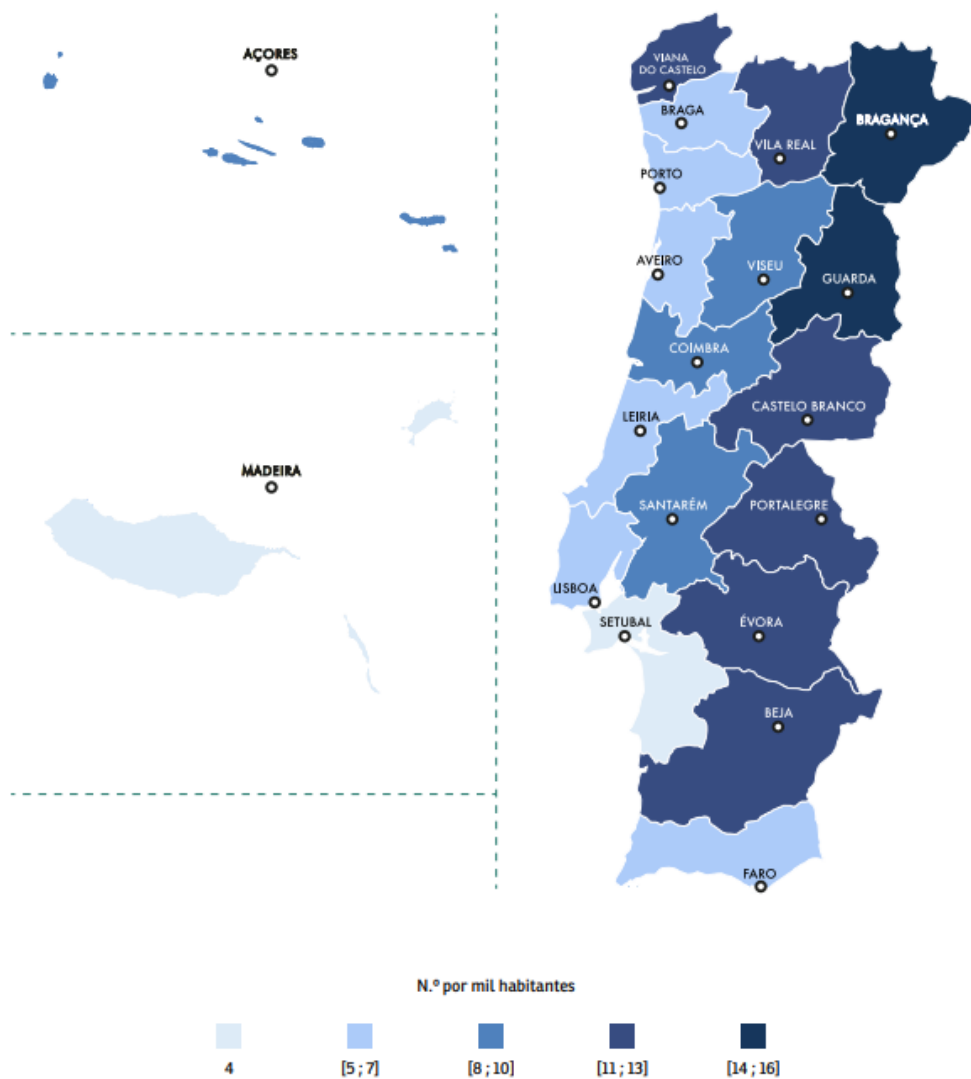 AÇORES
VIANA
DO CASTELO
BRAGA
BRAGANÇA
VILA REAL
PORTO
AVEIRO
VISEU
GUARDA
COIMBRA
CASTELO BRANCO
LEIRIA
MADEIRA
SANTARÉM
PORTALEGRE
LISBOA
SETUBAL
ÉVORA
BEJA
FARO
N.º por mil habitantes
4
[5 ; 7]
[8 ; 10]
[11 ; 13]
[14 ; 16]